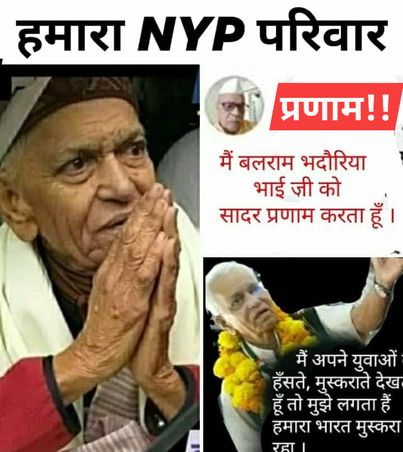 हमारा NYP परिवार
प्रणाम!!
मैं बलराम भदौरिया
भाई जी को
सादर प्रणाम करता हूँ ।
मैं अपने युवाओं
हँसते, मुस्कराते
हूँ तो मुझे लगता हैं
हमारा भारत मुस्करा
रहा ।